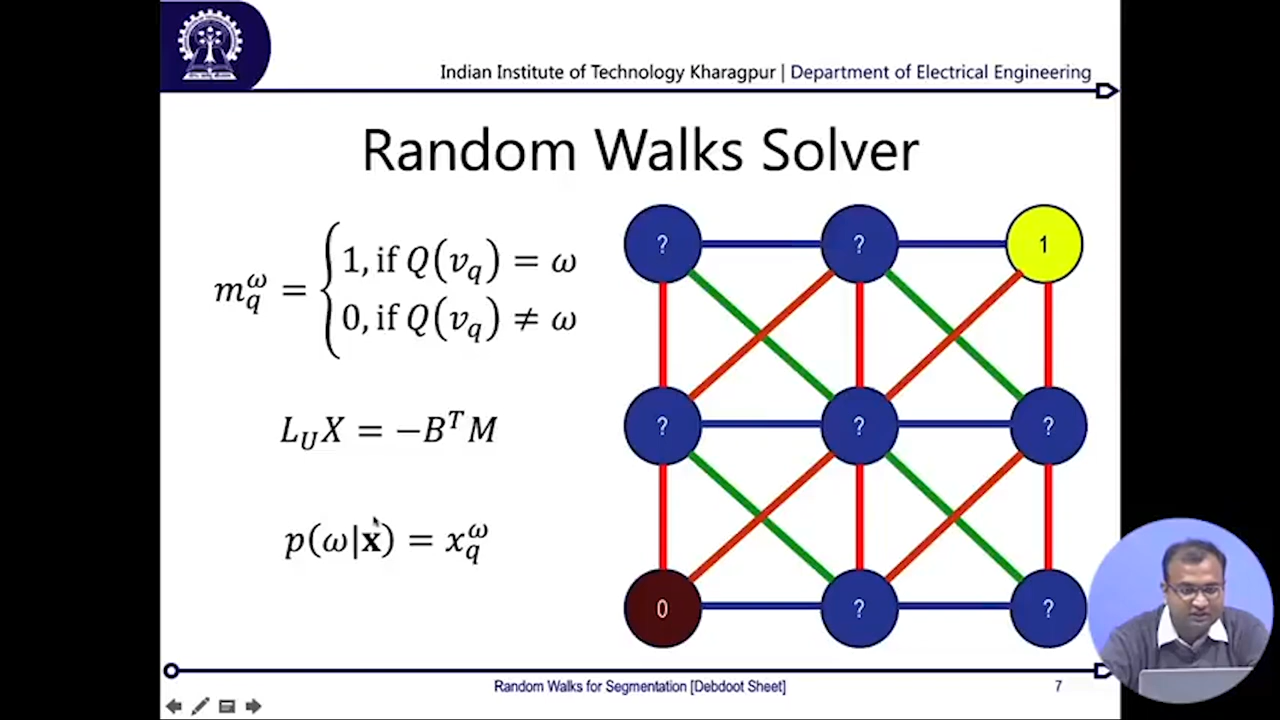 Indian Institute of Technology Kharagpur | Department of Electrical Engineering
Random Walks Solver
m_q^ω = { 1, if Q(v_q) = ω
0, if Q(v_q) ≠ ω
L_U X = −B^T M
p(ω|𝐱) = x_q^ω
? ? 1
? ? ?
0 ? ?
Random Walks for Segmentation [Debdoot Sheet] 7